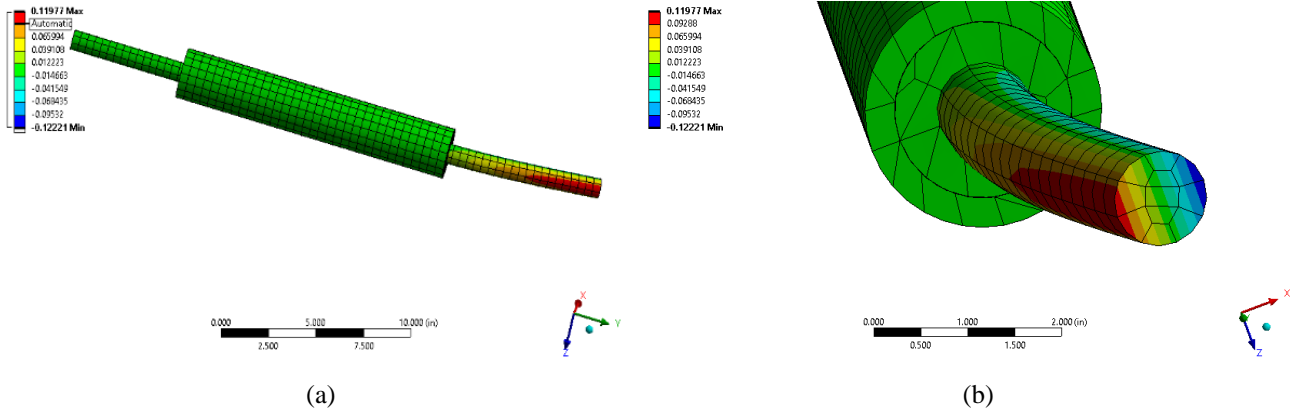 0.11977 Max
Automatic
0.065994
0.039108
0.012223
-0.014663
-0.041549
-0.068435
-0.09532
-0.12221 Min
0.000
5.000
10.000 (in)
2.500
7.500
X
Y
Z
(a)
0.11977 Max
0.09288
0.065994
0.039108
0.012223
-0.014663
-0.041549
-0.068435
-0.09532
-0.12221 Min
0.000
1.000
2.000 (in)
0.500
1.500
X
Z
(b)